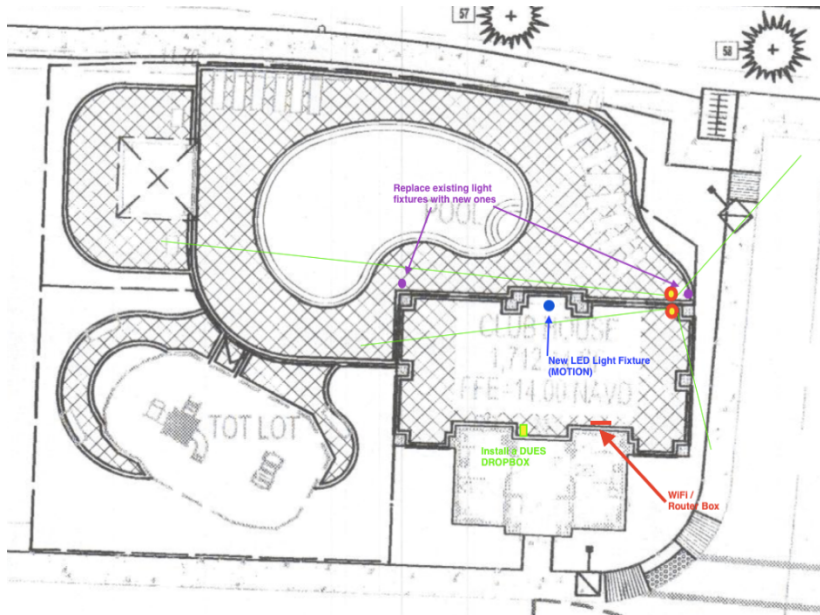 57
58
Replace existing light
fixtures with new ones
POOL
CLUB HOUSE
1,712
New LED Light Fixture
(MOTION)
FFE=14.00 NAVD
TOT LOT
Install a DUES
DROPBOX
WiFi /
Router Box